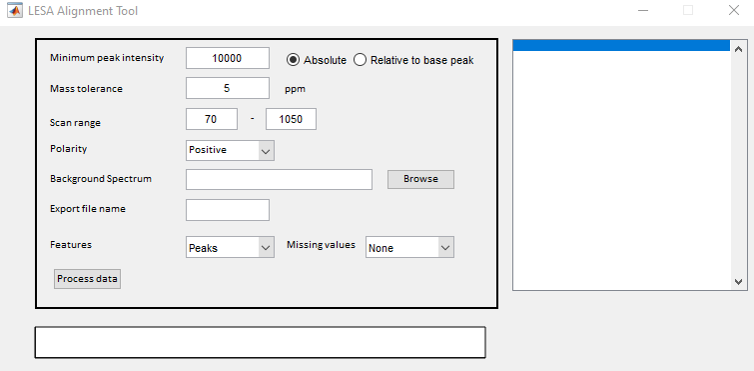 LESA Alignment Tool
Minimum peak intensity 10000 Absolute Relative to base peak
Mass tolerance 5 ppm
Scan range 70 - 1050
Polarity Positive
Background Spectrum Browse
Export file name
Features Peaks Missing values None
Process data